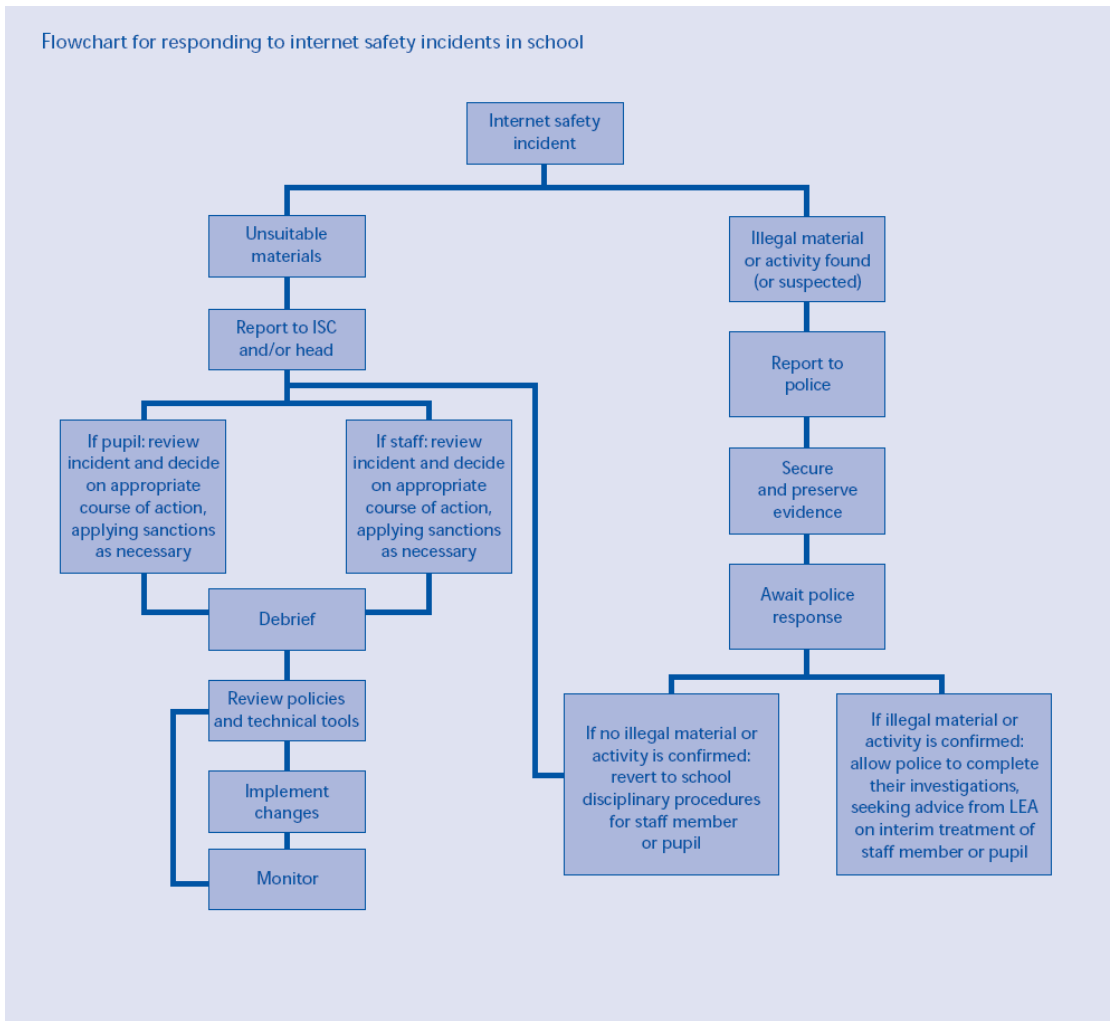 Flowchart for responding to internet safety incidents in school
Internet safety
incident
Unsuitable
materials
Report to ISC
and/or head
If pupil: review
incident and decide
on appropriate
course of action,
applying sanctions
as necessary
If staff: review
incident and decide
on appropriate
course of action,
applying sanctions
as necessary
Debrief
Review policies
and technical tools
Implement
changes
Monitor
Illegal material
or activity found
(or suspected)
Report to
police
Secure
and preserve
evidence
Await police
response
If no illegal material or
activity is confirmed:
revert to school
disciplinary procedures
for staff member
or pupil
If illegal material or
activity is confirmed:
allow police to complete
their investigations,
seeking advice from LEA
on interim treatment of
staff member or pupil